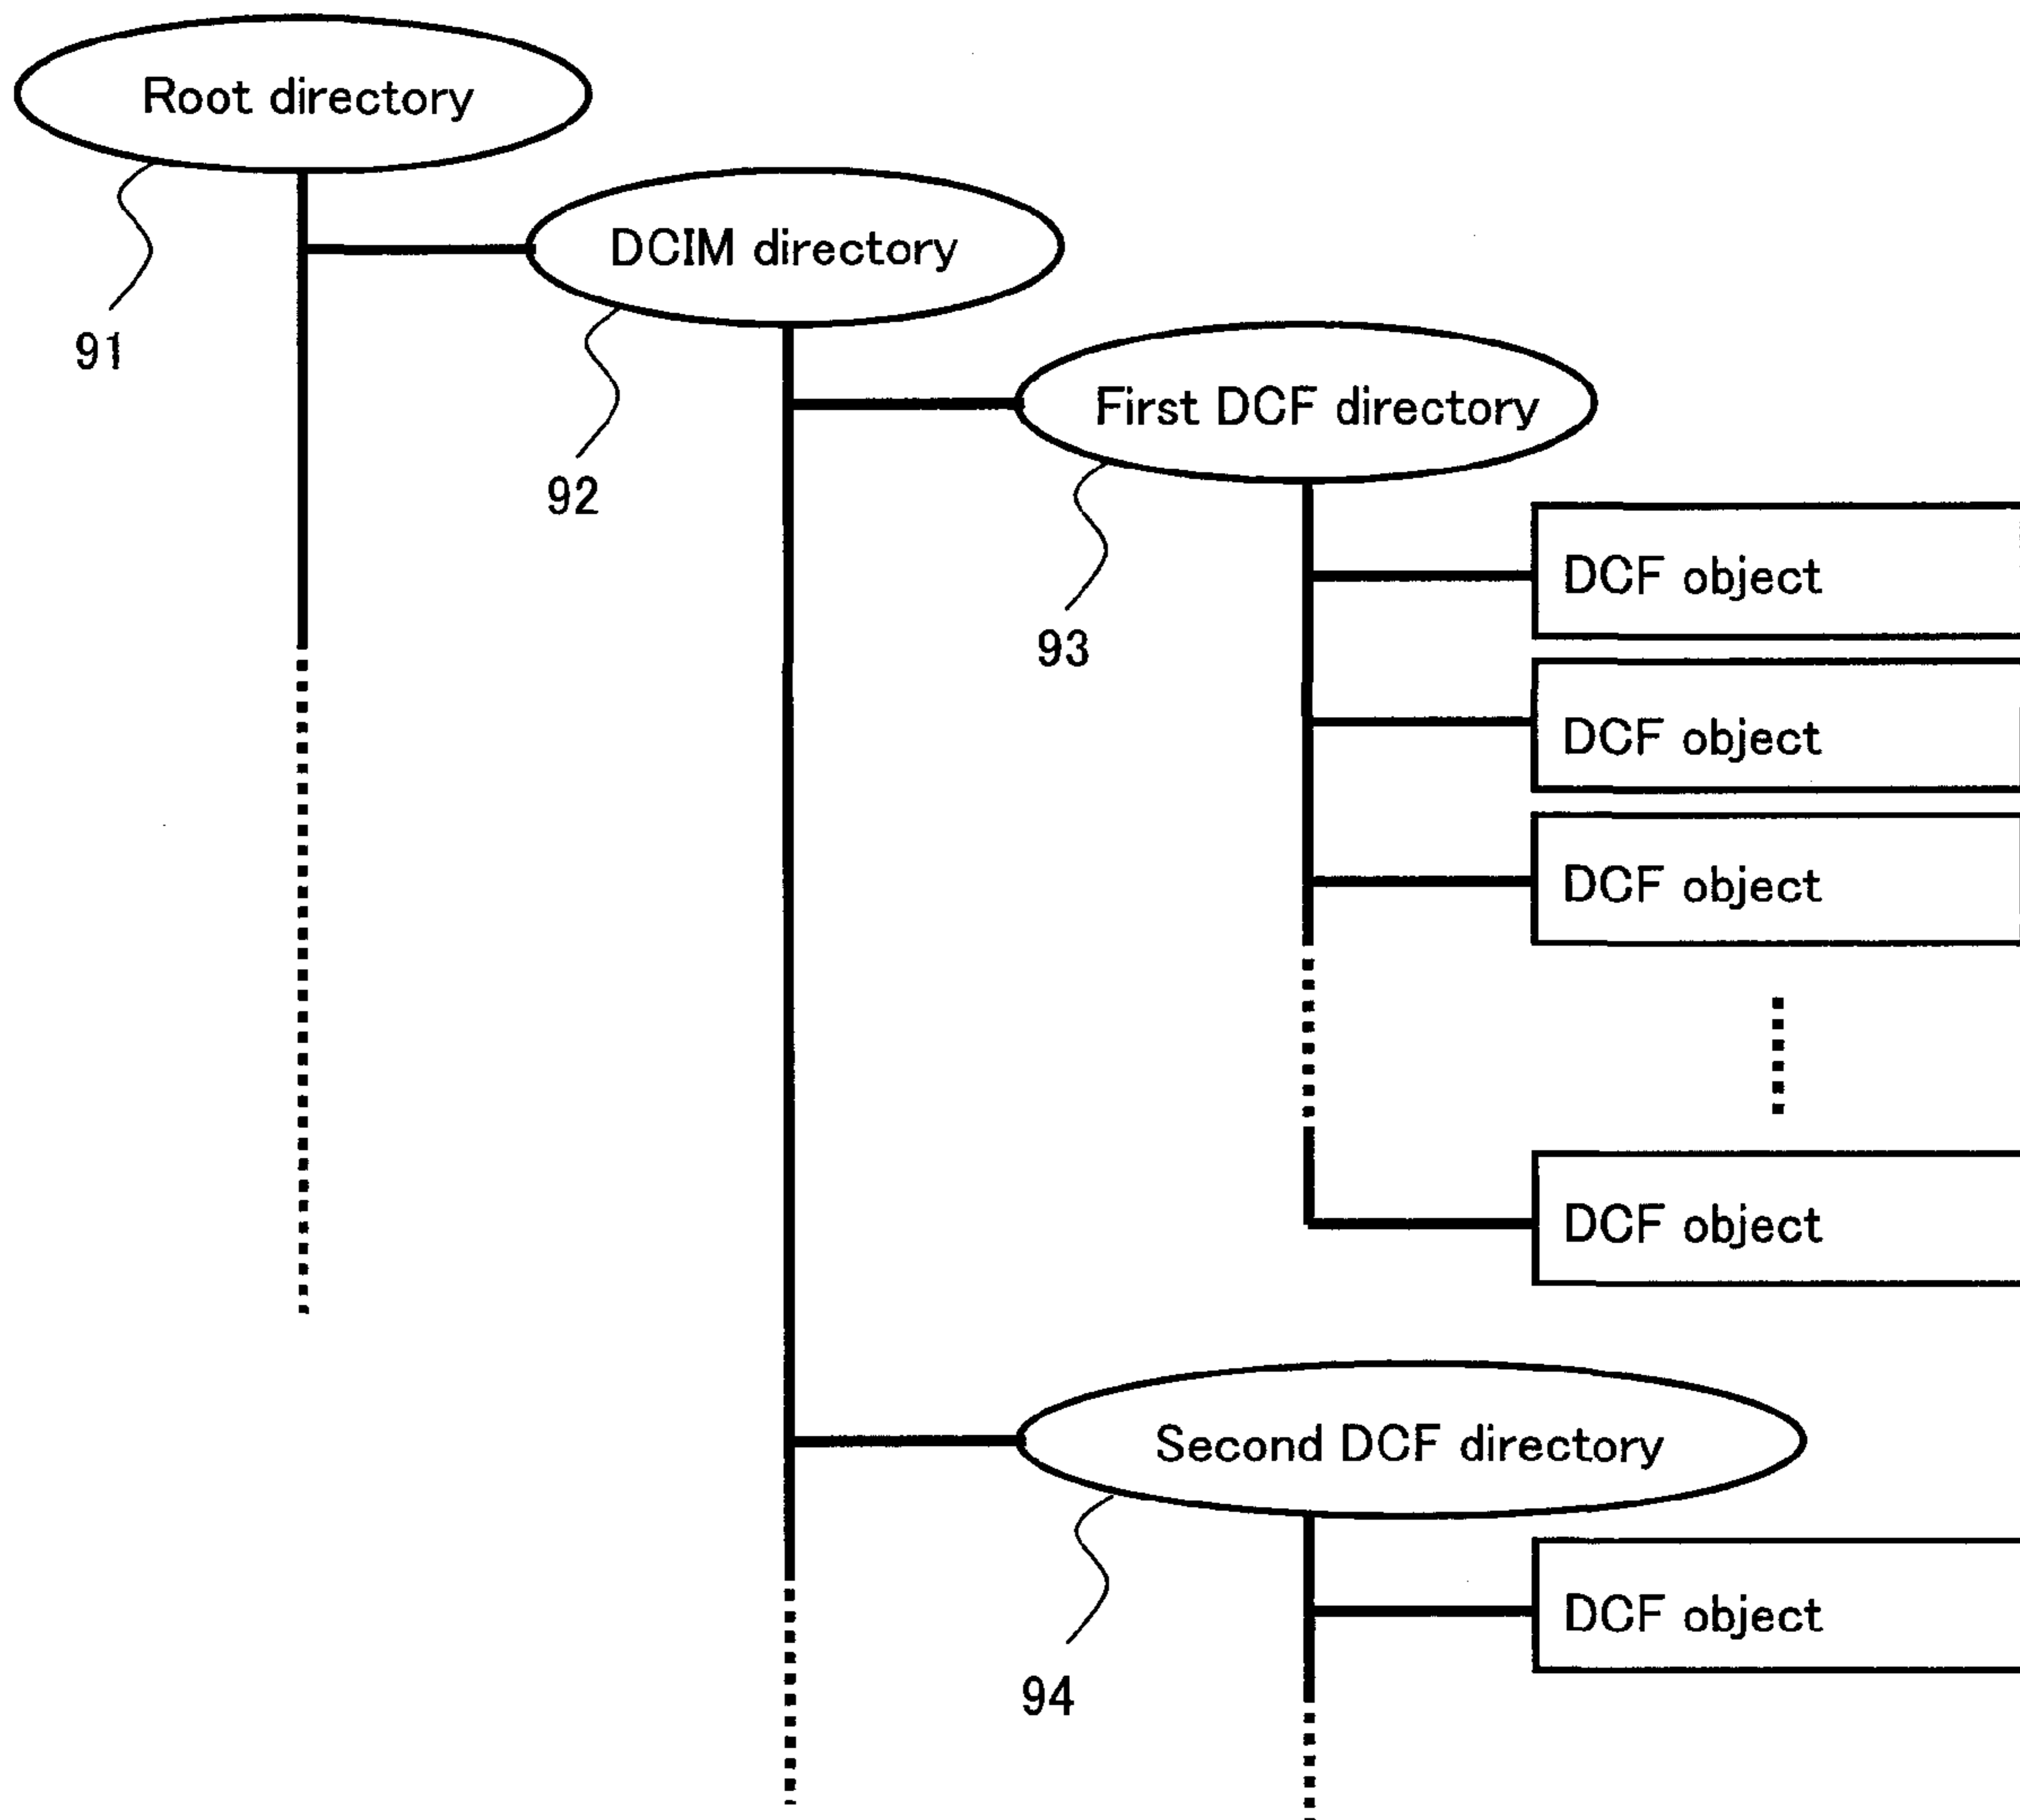 Root directory
91
DCIM directory
92
First DCF directory
93
DCF object
DCF object
DCF object
DCF object
Second DCF directory
94
DCF object